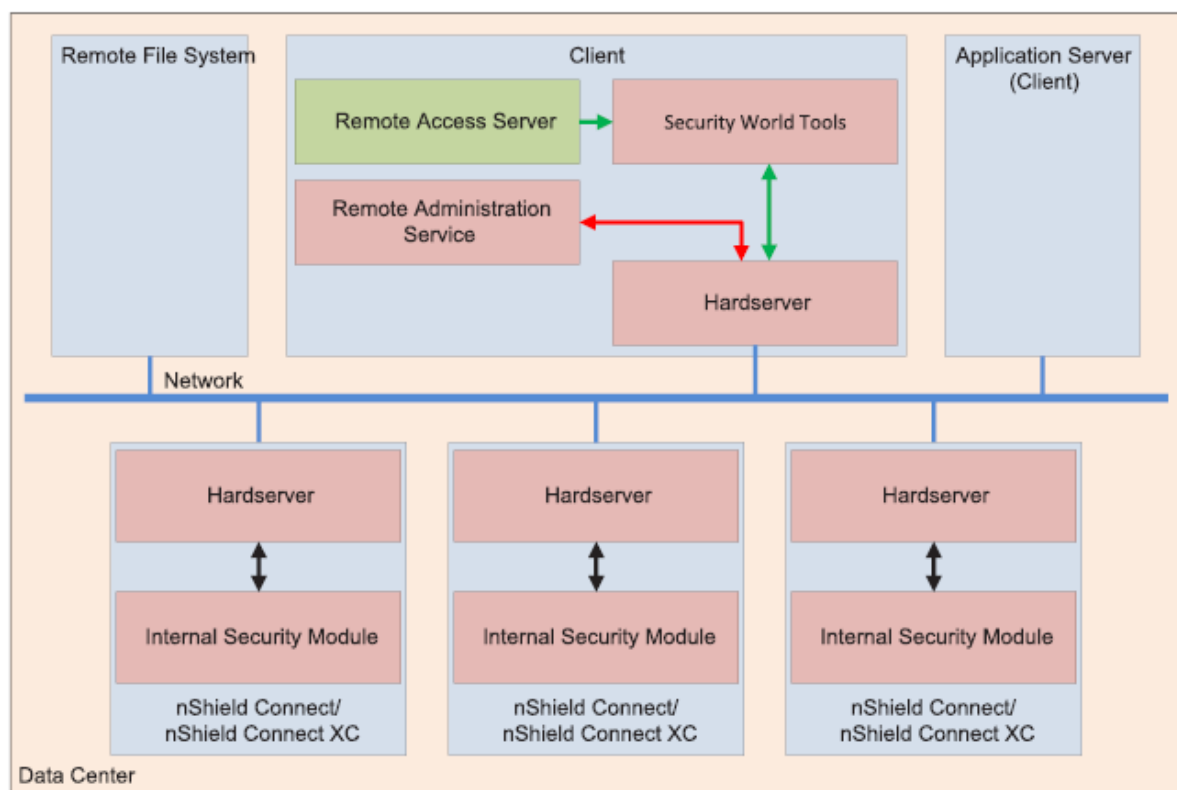 Remote File System
Client
Application Server
(Client)
Remote Access Server
Security World Tools
Remote Administration
Service
Hardserver
Network
Hardserver
Hardserver
Hardserver
Internal Security Module
Internal Security Module
Internal Security Module
nShield Connect/
nShield Connect XC
nShield Connect/
nShield Connect XC
nShield Connect/
nShield Connect XC
Data Center